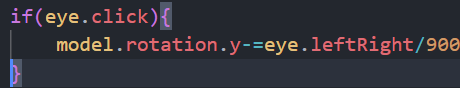 if(eye.click){
model.rotation.y-=eye.leftRight/900
}